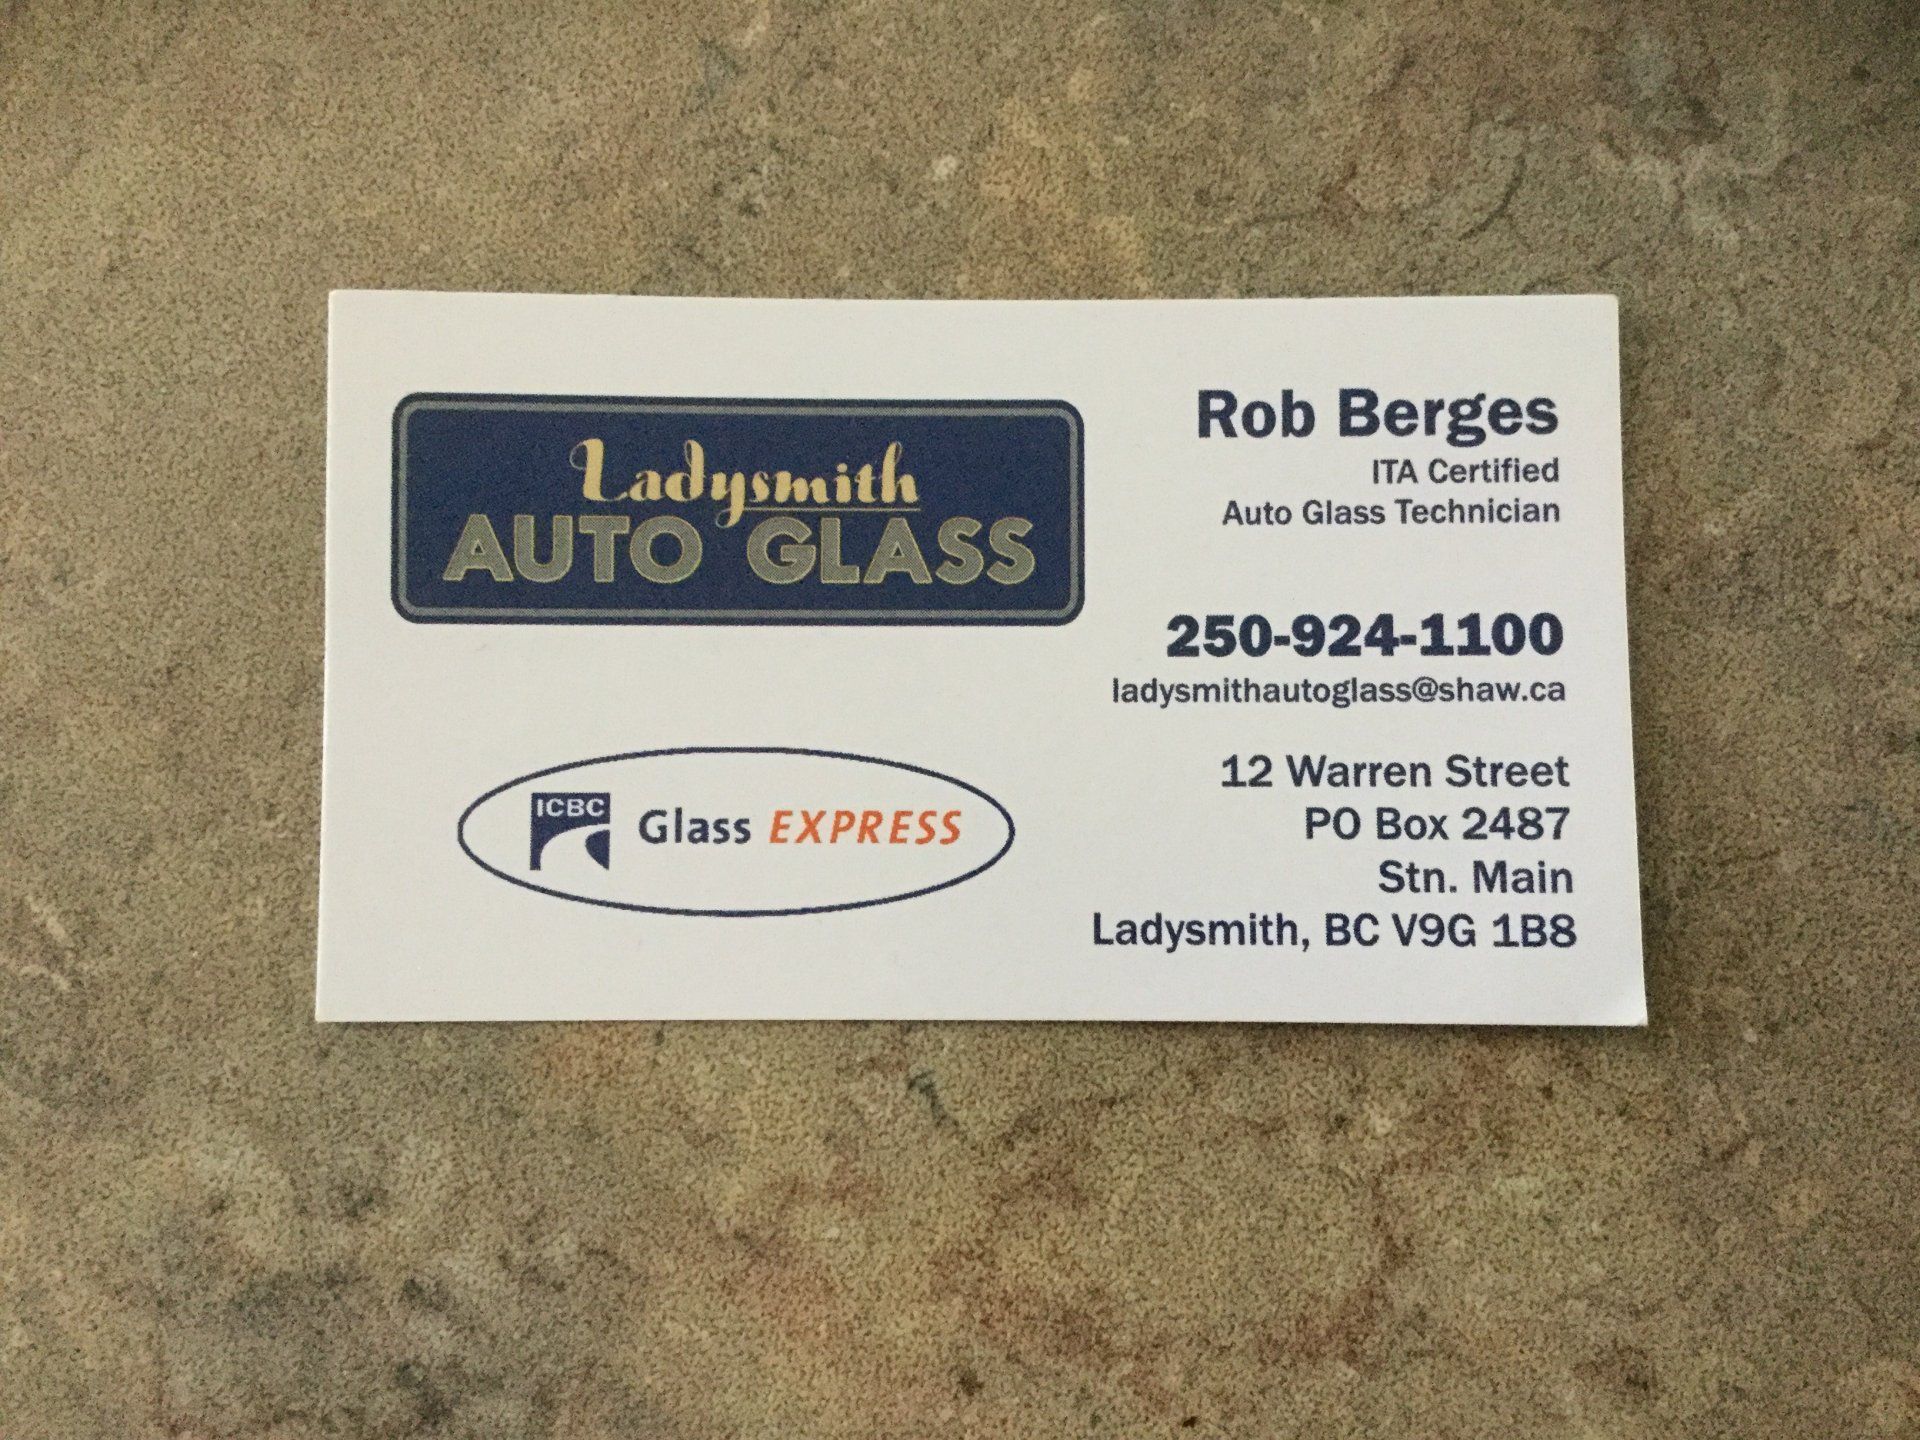 Ladysmith
AUTO GLASS
ICBC
Glass EXPRESS
Rob Berges
ITA Certified
Auto Glass Technician
250-924-1100
ladysmithautoglass@shaw.ca
12 Warren Street
PO Box 2487
Stn. Main
Ladysmith, BC V9G 1B8